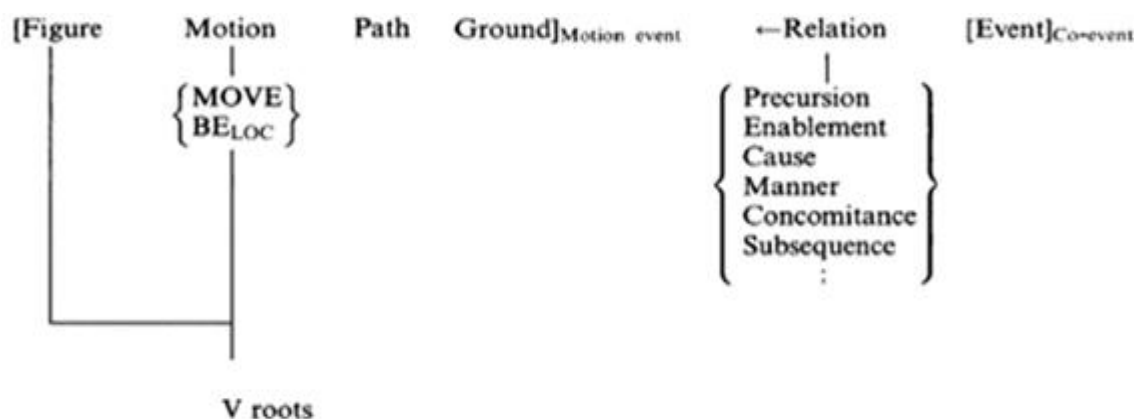 [Figure Motion Path Ground]Motion event ←Relation [Event]Co-event
MOVE
BELOC
Precursion
Enablement
Cause
Manner
Concomitance
Subsequence
⋮
V roots